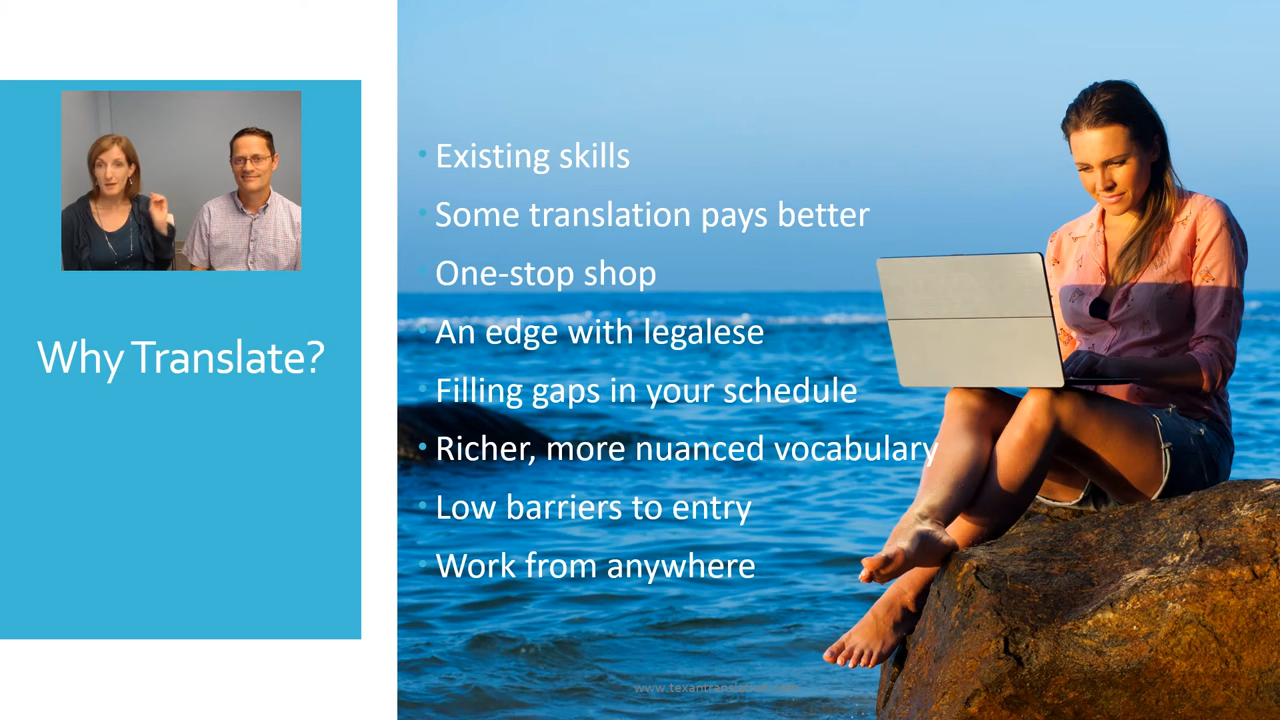 Why Translate?
Existing skills
Some translation pays better
One-stop shop
An edge with legalese
Filling gaps in your schedule
Richer, more nuanced vocabulary
Low barriers to entry
Work from anywhere